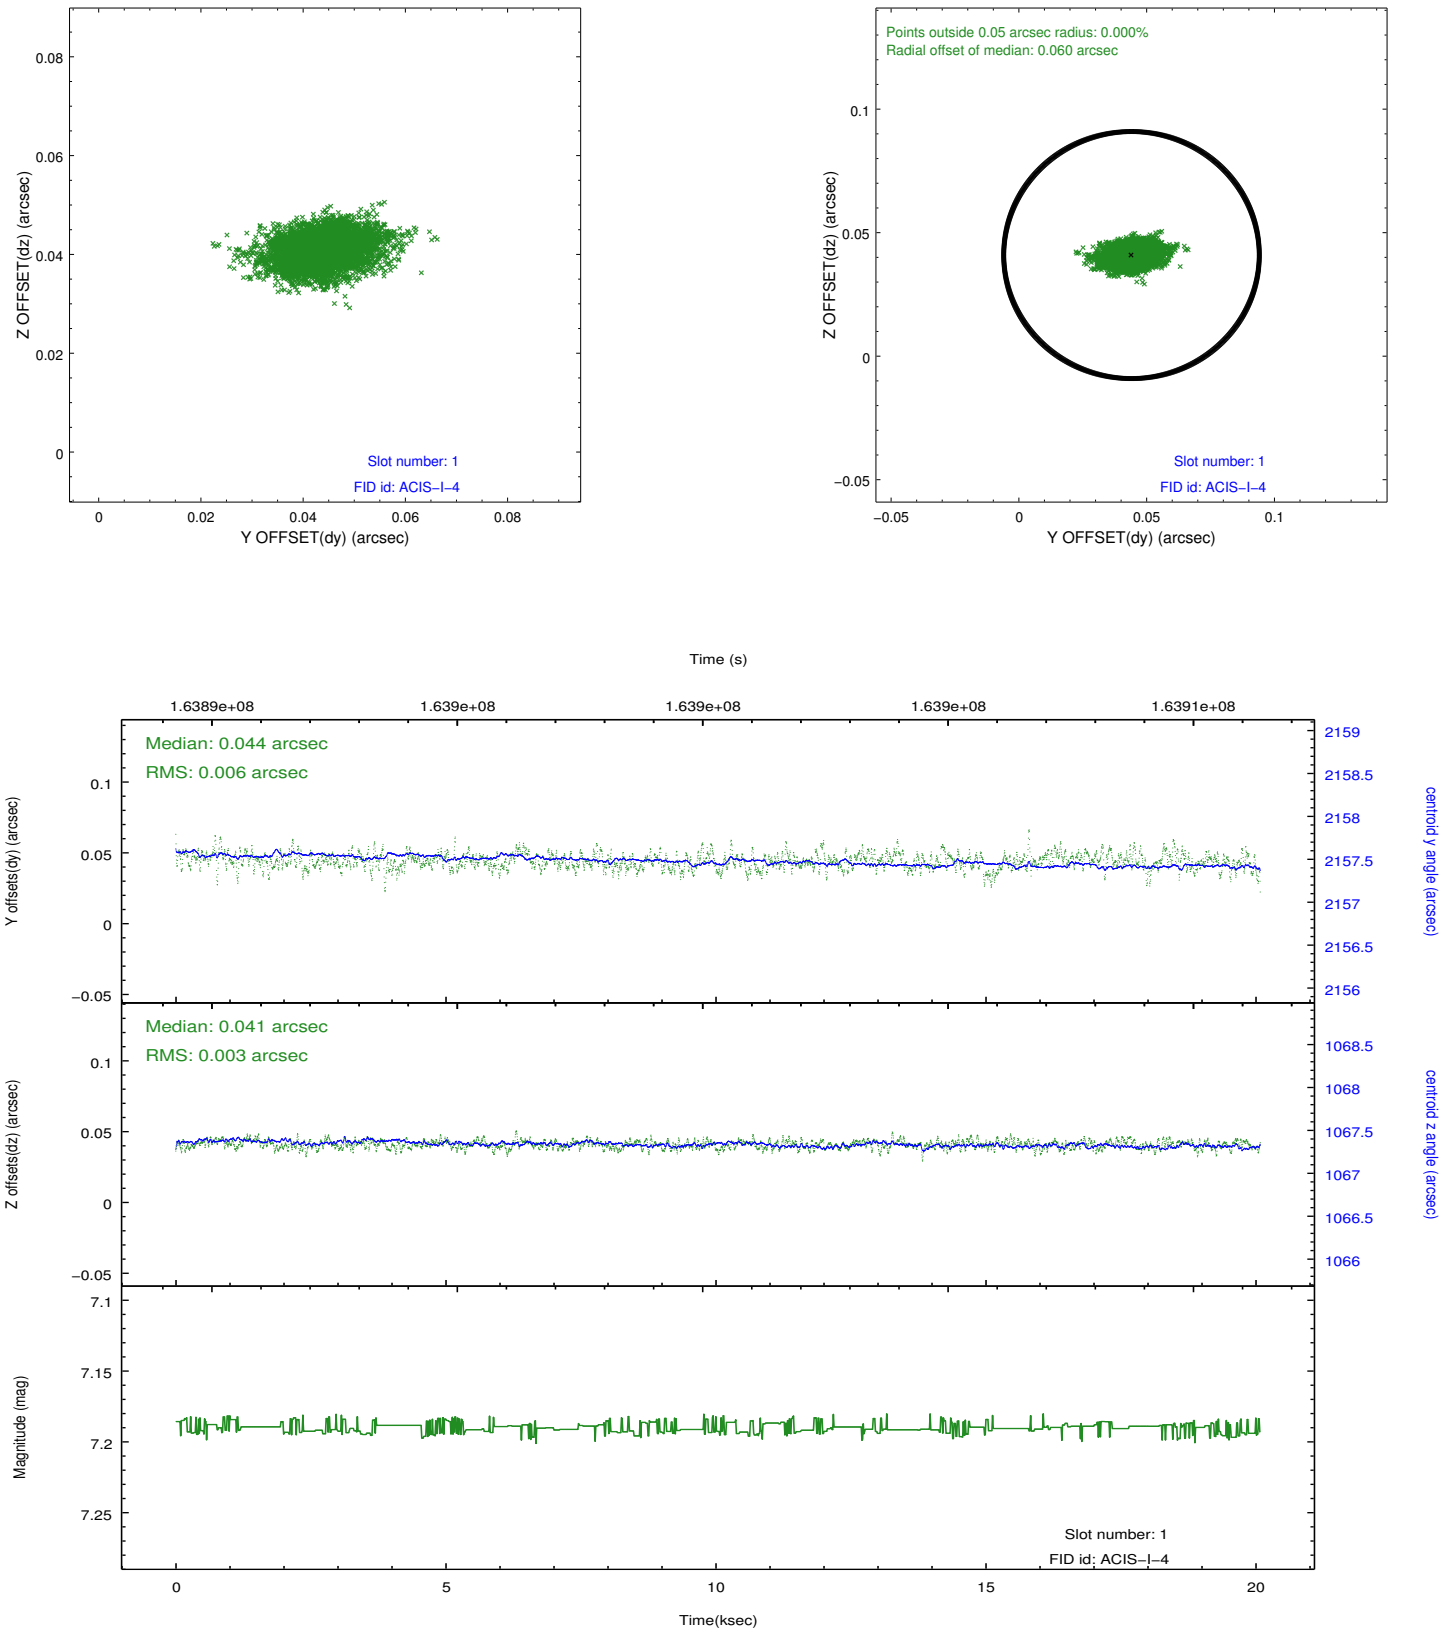 0.08
0.06
0.04
0.02
0
Z OFFSET(dz) (arcsec)
Slot number: 1
FID id: ACIS−I−4
0 0.02 0.04 0.06 0.08
Y OFFSET(dy) (arcsec)
Points outside 0.05 arcsec radius: 0.000%
Radial offset of median: 0.060 arcsec
0.1
0.05
0
−0.05
Z OFFSET(dz) (arcsec)
Slot number: 1
FID id: ACIS−I−4
−0.05 0 0.05 0.1
Y OFFSET(dy) (arcsec)
Time (s)
1.6389e+08 1.639e+08 1.639e+08 1.639e+08 1.6391e+08
Median: 0.044 arcsec
RMS: 0.006 arcsec
0.1
0.05
0
−0.05
Y offsets(dy) (arcsec)
2159
2158.5
2158
2157.5
2157
2156.5
2156
centroid y angle (arcsec)
Median: 0.041 arcsec
RMS: 0.003 arcsec
0.1
0.05
0
−0.05
Z offsets(dz) (arcsec)
1068.5
1068
1067.5
1067
1066.5
1066
centroid z angle (arcsec)
7.1
7.15
7.2
7.25
Magnitude (mag)
Slot number: 1
FID id: ACIS−I−4
0 5 10 15 20
Time(ksec)